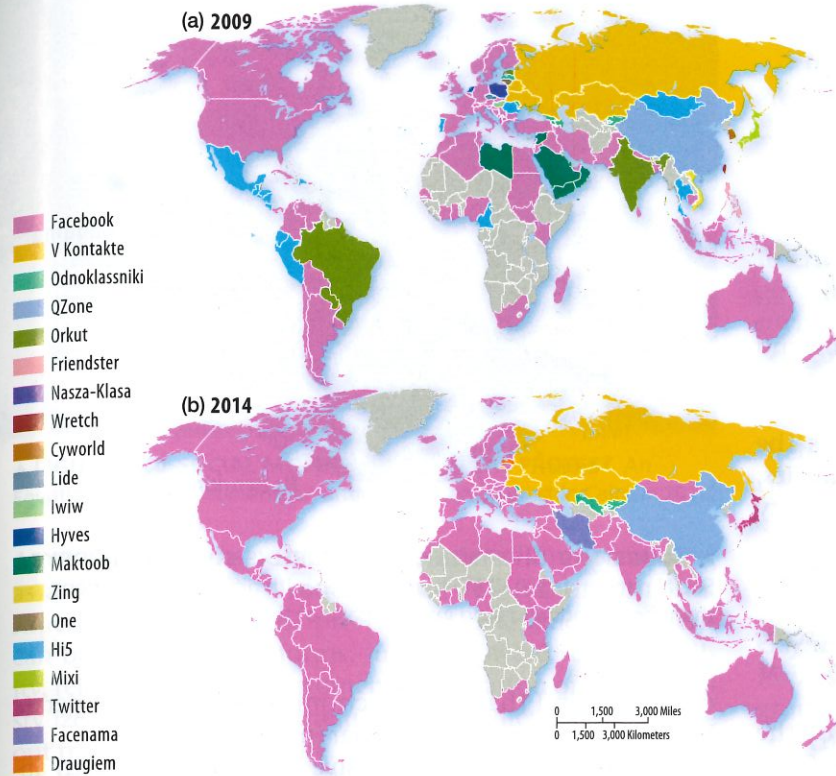 (a) 2009
Facebook
V Kontakte
Odnoklassniki
QZone
Orkut
Friendster
Nasza-Klasa
Wretch
Cyworld
Lide
Iwiw
Hyves
Maktoob
Zing
One
Hi5
Mixi
Twitter
Facenama
Draugiem
(b) 2014
0 1,500 3,000 Miles
0 1,500 3,000 Kilometers